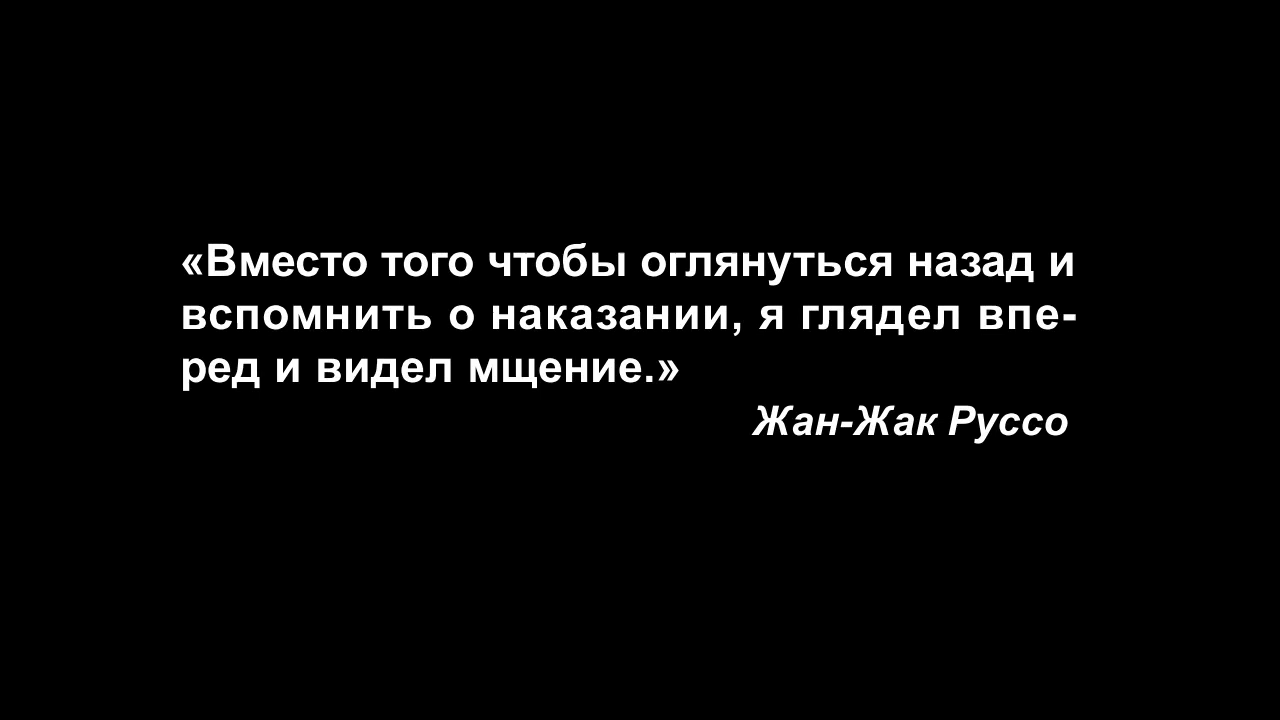 «Вместо того чтобы оглянуться назад и
вспомнить о наказании, я глядел впе-
ред и видел мщение.»
Жан-Жак Руссо